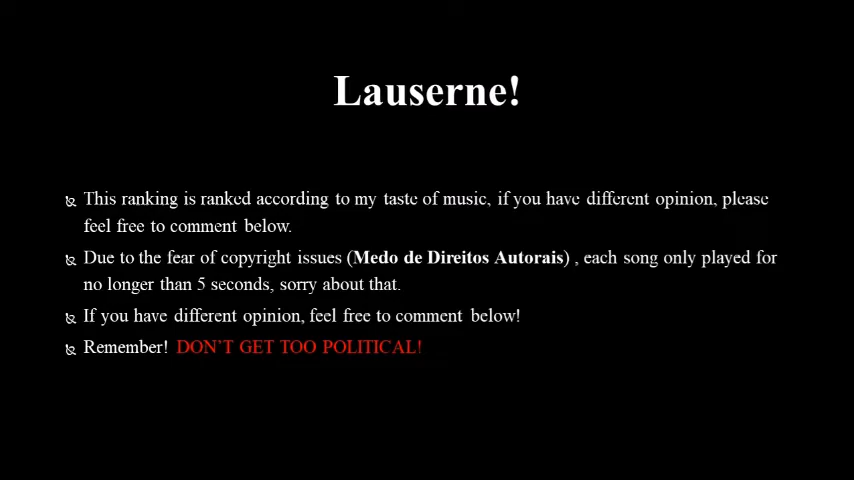 Lauserne!
This ranking is ranked according to my taste of music, if you have different opinion, please
feel free to comment below.
Due to the fear of copyright issues (Medo de Direitos Autorais) , each song only played for
no longer than 5 seconds, sorry about that.
If you have different opinion, feel free to comment below!
Remember! DON'T GET TOO POLITICAL!